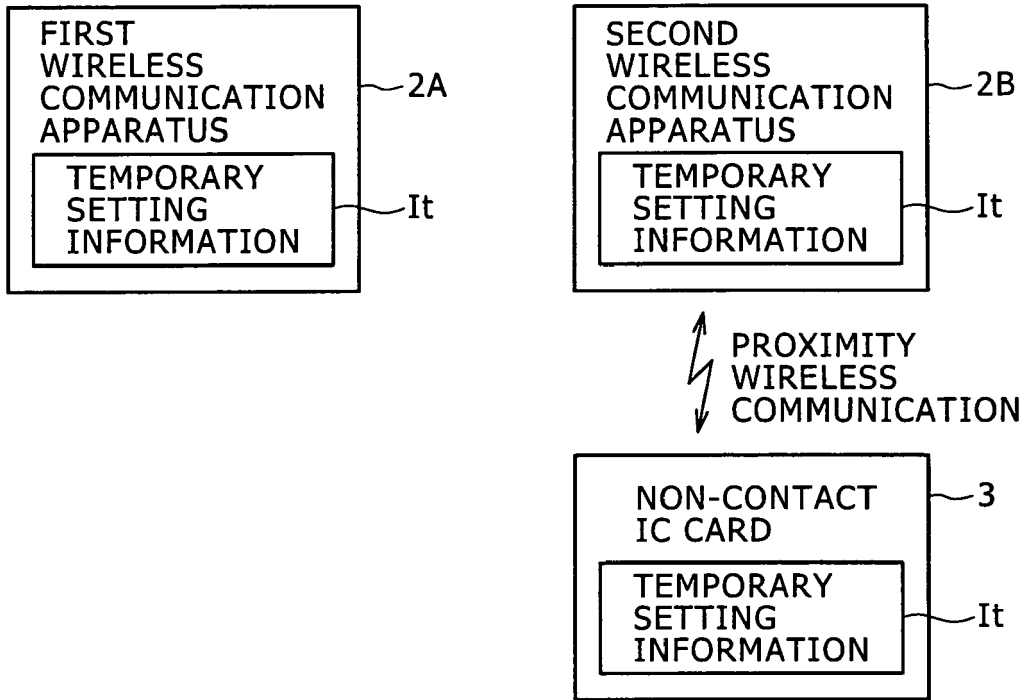 FIRST
WIRELESS
COMMUNICATION
APPARATUS
2A
TEMPORARY
SETTING
INFORMATION
It
SECOND
WIRELESS
COMMUNICATION
APPARATUS
2B
TEMPORARY
SETTING
INFORMATION
It
PROXIMITY
WIRELESS
COMMUNICATION
NON-CONTACT
IC CARD
3
TEMPORARY
SETTING
INFORMATION
It